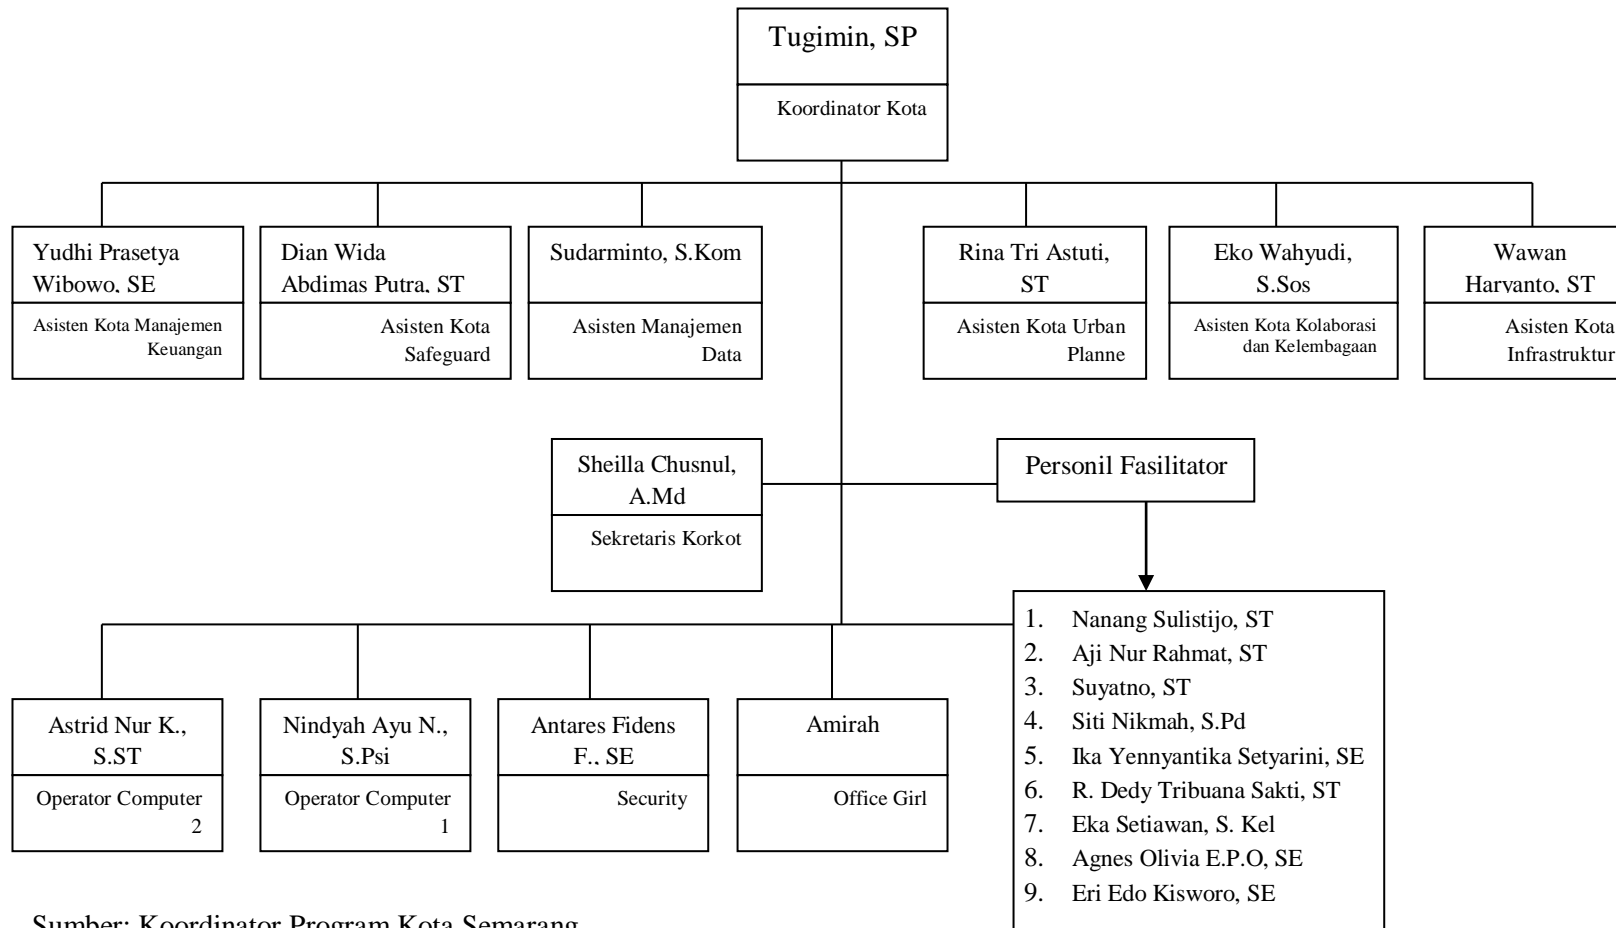 Tugimin, SP
Koordinator Kota
Yudhi Prasetya
Wibowo, SE
Asisten Kota Manajemen
Keuangan
Dian Wida
Abdimas Putra, ST
Asisten Kota
Safeguard
Sudarminto, S.Kom
Asisten Manajemen
Data
Rina Tri Astuti,
ST
Asisten Kota Urban
Planne
Eko Wahyudi,
S.Sos
Asisten Kota Kolaborasi
dan Kelembagaan
Wawan
Haryanto, ST
Asisten Kota
Infrastruktur
Sheilla Chusnul,
A.Md
Sekretaris Korkot
Personil Fasilitator
1. Nanang Sulistijo, ST
2. Aji Nur Rahmat, ST
3. Suyatno, ST
4. Siti Nikmah, S.Pd
5. Ika Yennyantika Setyarini, SE
6. R. Dedy Tribuana Sakti, ST
7. Eka Setiawan, S. Kel
8. Agnes Olivia E.P.O, SE
9. Eri Edo Kisworo, SE
Astrid Nur K.,
S.ST
Operator Computer
2
Nindyah Ayu N.,
S.Psi
Operator Computer
1
Antares Fidens
F., SE
Security
Amirah
Office Girl
Sumber: Koordinator Program Kota Semarang